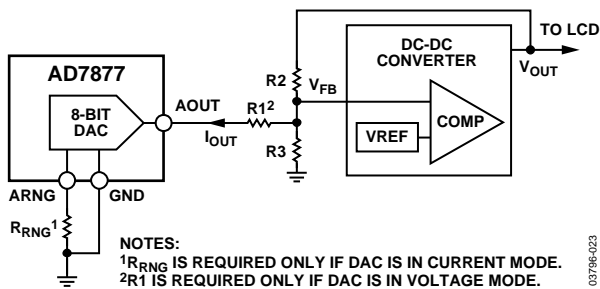 TO LCD
DC-DC
CONVERTER
VOUT
AD7877
R2
VFB
8-BIT
DAC
AOUT
R1²
IOUT
COMP
VREF
R3
ARNG
GND
RRNG¹
NOTES:
¹RRNG IS REQUIRED ONLY IF DAC IS IN CURRENT MODE.
²R1 IS REQUIRED ONLY IF DAC IS IN VOLTAGE MODE.
03796-023